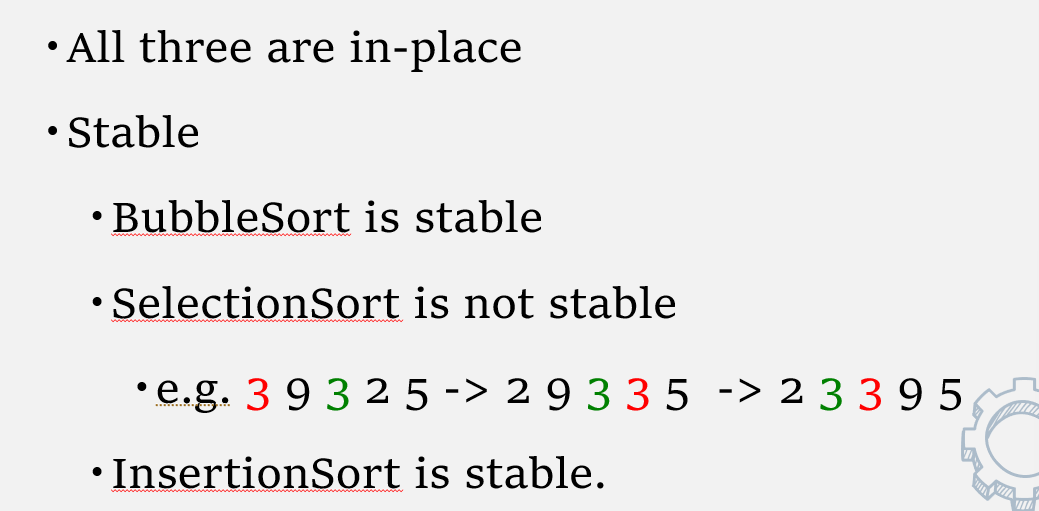 • All three are in-place
• Stable
• BubbleSort is stable
• SelectionSort is not stable
• e.g. 3 9 3 2 5 -> 2 9 3 3 5 -> 2 3 3 9 5
• InsertionSort is stable.